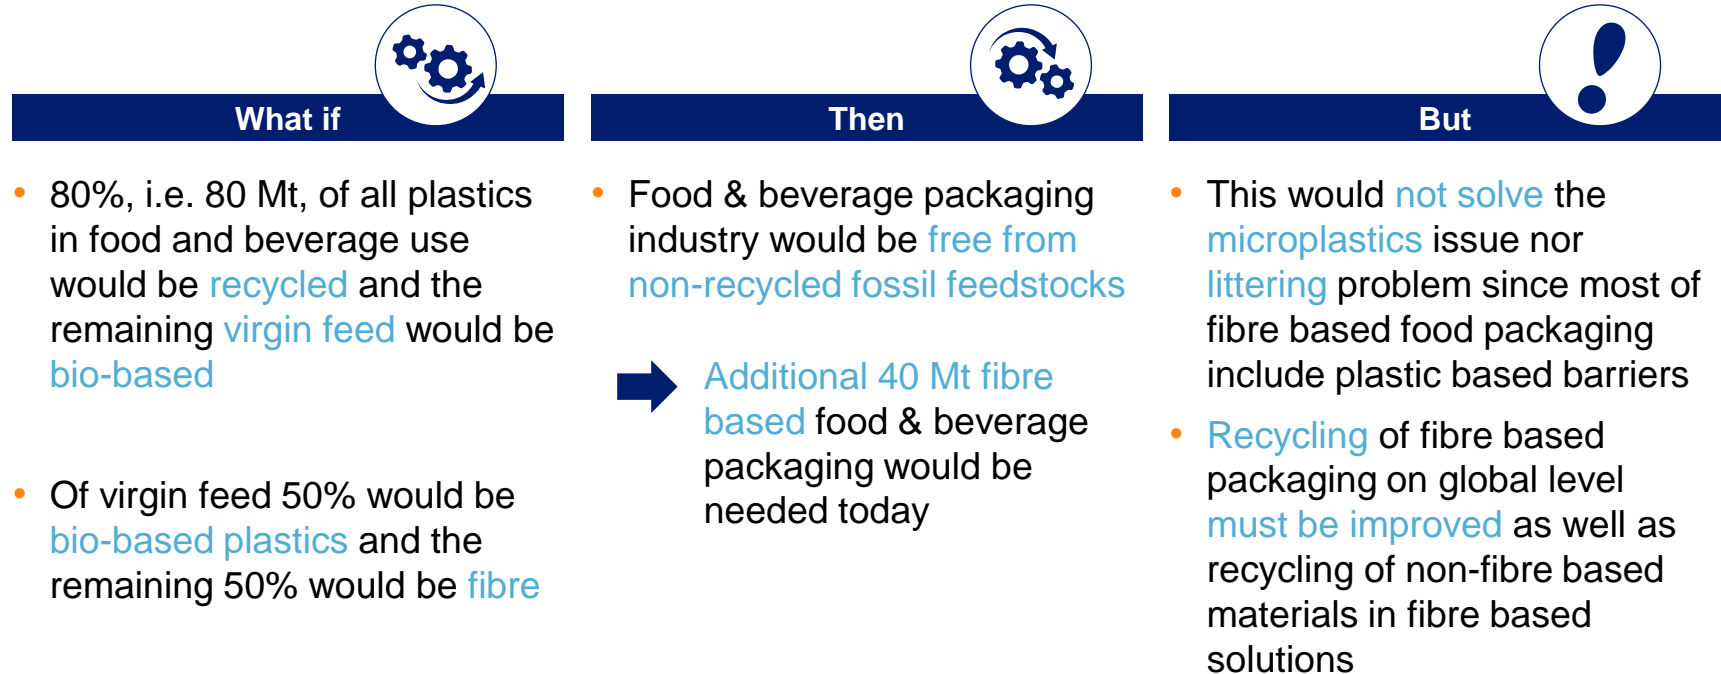 What if
• 80%, i.e. 80 Mt, of all plastics
in food and beverage use
would be recycled and the
remaining virgin feed would be
bio-based
• Of virgin feed 50% would be
bio-based plastics and the
remaining 50% would be fibre
Then
• Food & beverage packaging
industry would be free from
non-recycled fossil feedstocks
Additional 40 Mt fibre
based food & beverage
packaging would be
needed today
But
• This would not solve the
microplastics issue nor
littering problem since most of
fibre based food packaging
include plastic based barriers
• Recycling of fibre based
packaging on global level
must be improved as well as
recycling of non-fibre based
materials in fibre based
solutions